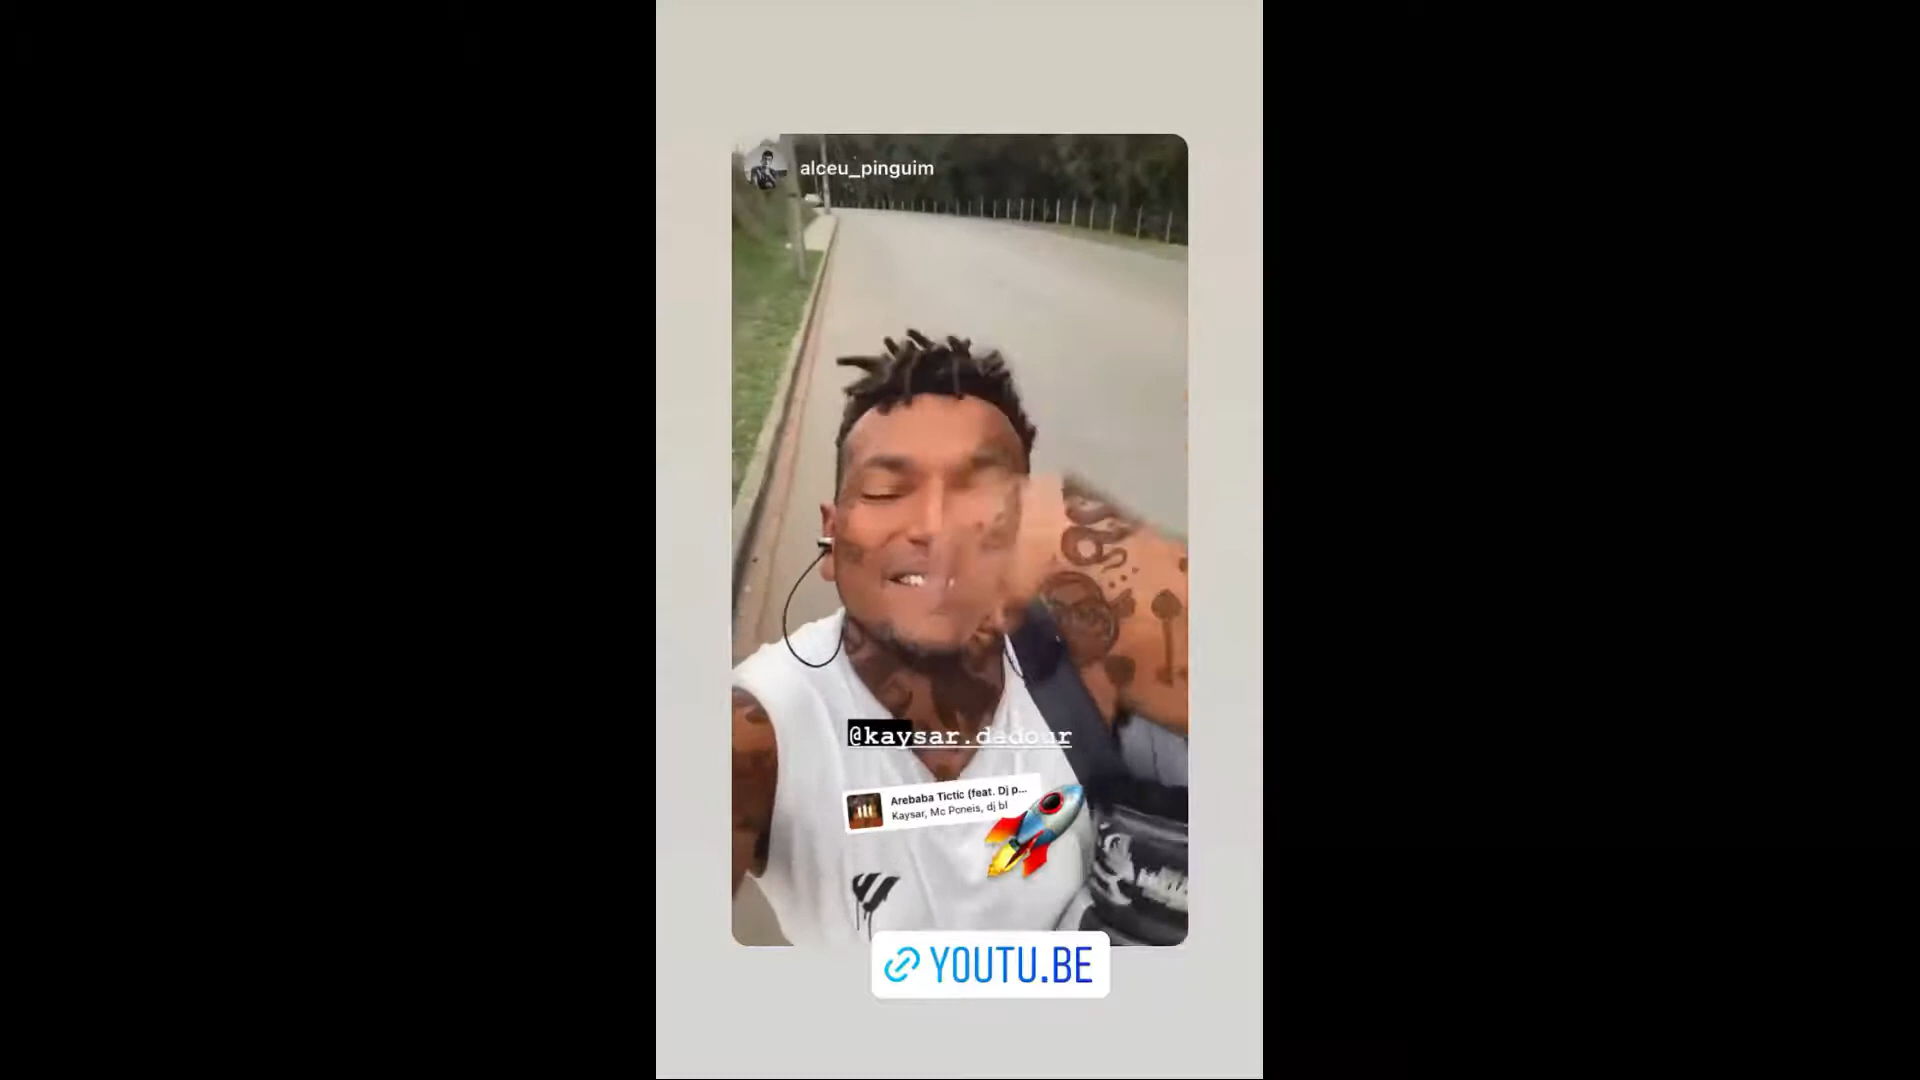 alceu_pinguim
@kaysar.dadour
Arebaba Tictic (feat. Dj p...
Kaysar, Mc Poneis, dj bl
YOUTU.BE